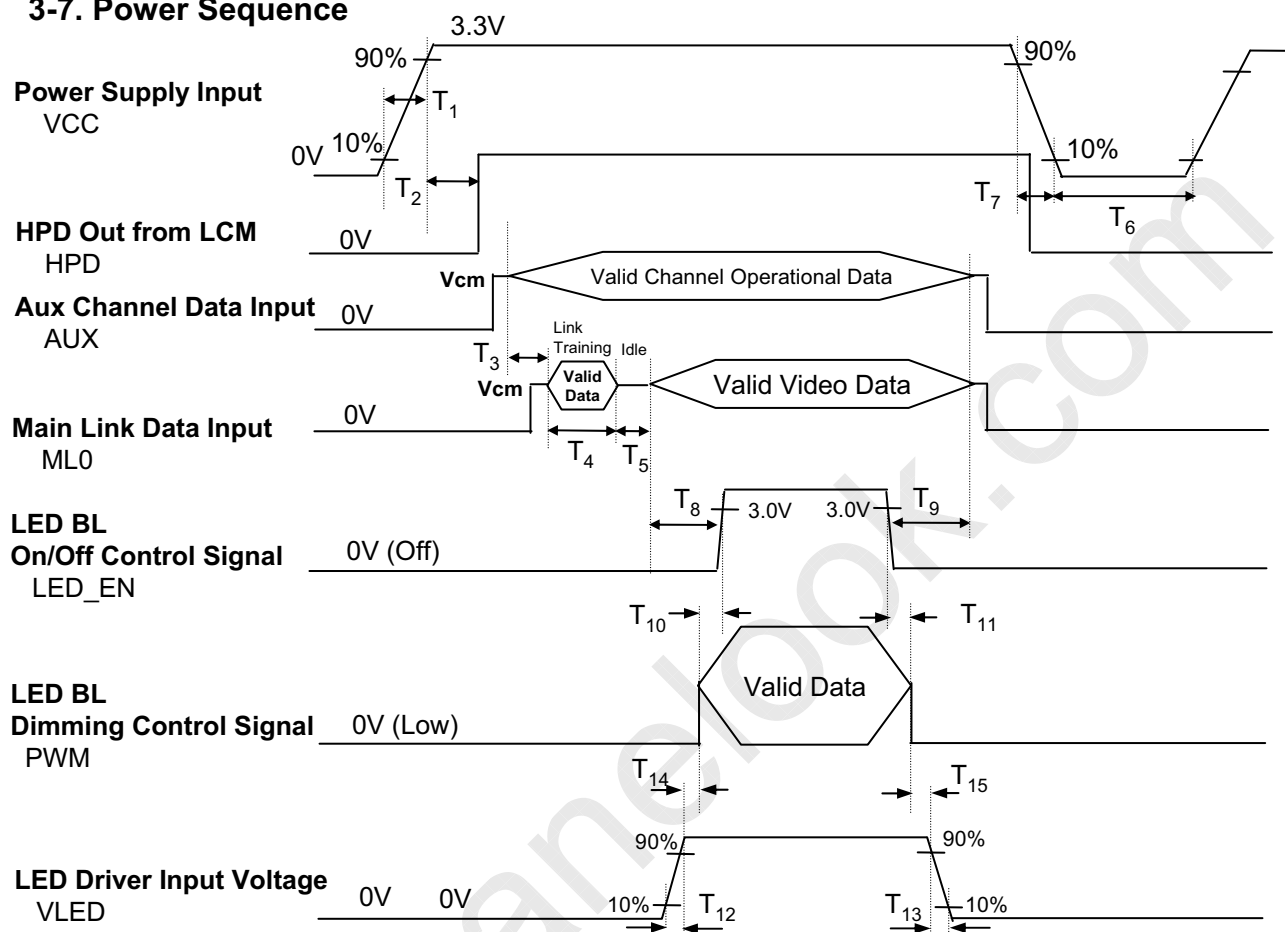 3-7. Power Sequence
3.3V
90%
90%
Power Supply Input
VCC
T1
10%
0V
10%
T2
T7
T6
HPD Out from LCM
HPD
0V
Vcm
Valid Channel Operational Data
Aux Channel Data Input
AUX
0V
Link
Training
Idle
T3
Vcm
Valid
Data
Valid Video Data
Main Link Data Input
ML0
0V
T4
T5
T8
3.0V
3.0V
T9
LED BL
On/Off Control Signal
LED_EN
0V (Off)
T10
T11
LED BL
Dimming Control Signal
PWM
0V (Low)
Valid Data
T14
T15
90%
90%
LED Driver Input Voltage
VLED
0V
0V
10%
T12
T13
10%
anelook.com